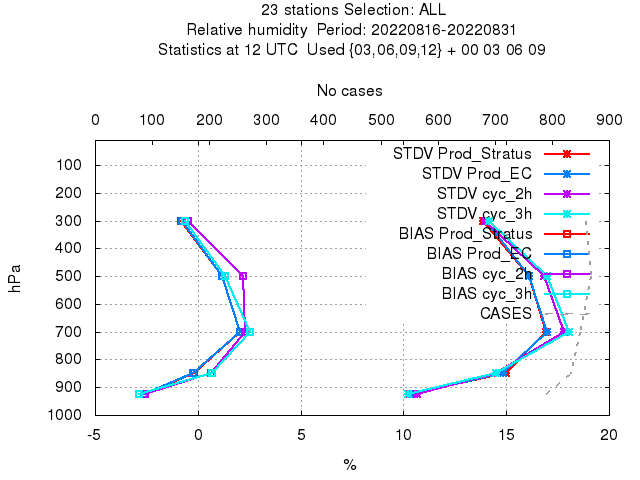 23 stations Selection: ALL
Relative humidity  Period: 20220816-20220831
Statistics at 12 UTC  Used {03,06,09,12} + 00 03 06 09
No cases
0 100 200 300 400 500 600 700 800 900
100
200
300
400
500
600
700
800
900
1000
hPa
STDV Prod_Stratus
STDV Prod_EC
STDV cyc_2h
STDV cyc_3h
BIAS Prod_Stratus
BIAS Prod_EC
BIAS cyc_2h
BIAS cyc_3h
CASES
-5 0 5 10 15 20
%